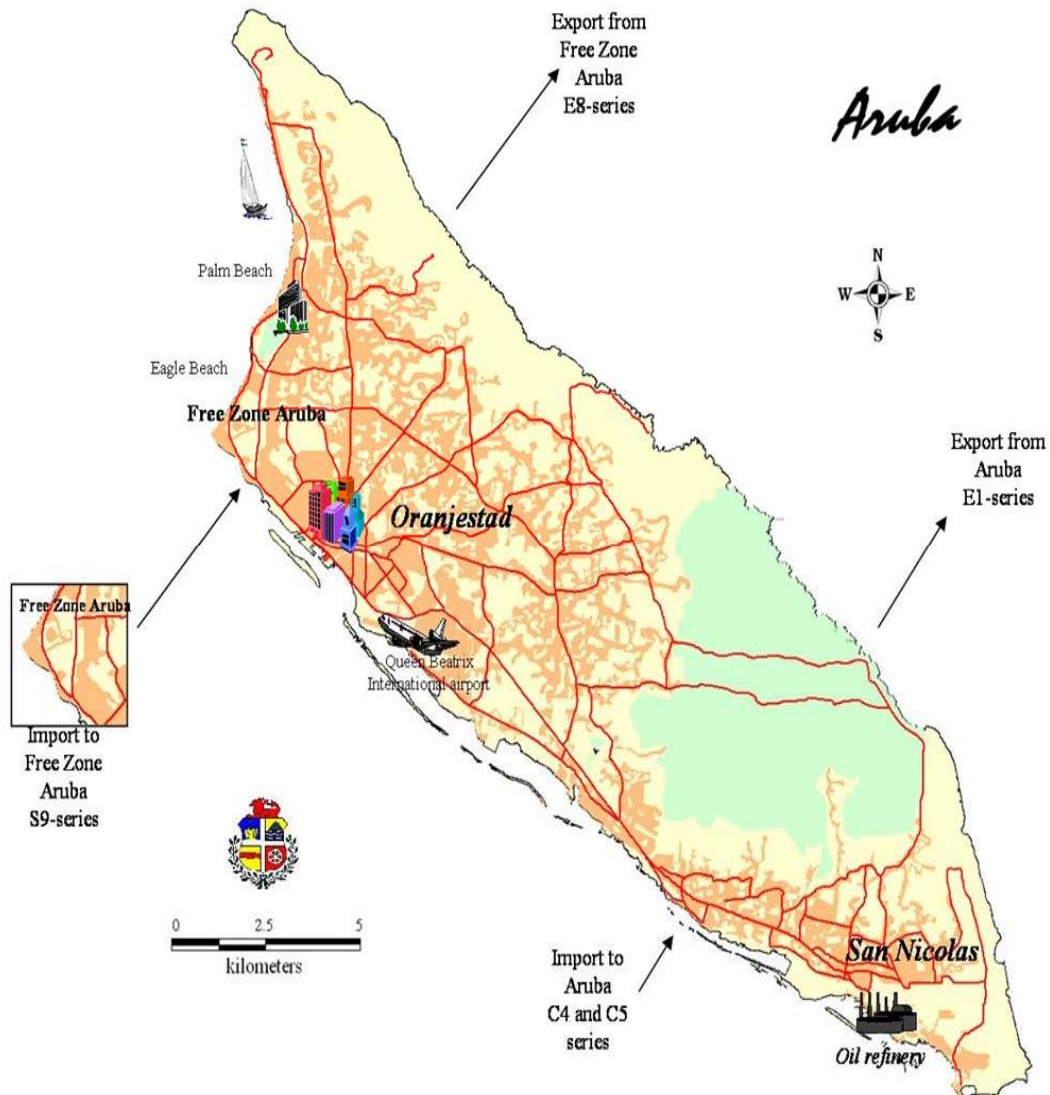 Export from
Free Zone
Aruba
E8-series
Aruba
N
W E
S
Palm Beach
Eagle Beach
Free Zone Aruba
Export from
Aruba
E1-series
Oranjestad
Free Zone Aruba
Queen Beatrix
International airport
Import to
Free Zone
Aruba
S9-series
0 2.5 5
kilometers
Import to
Aruba
C4 and C5
series
San Nicolas
Oil refinery